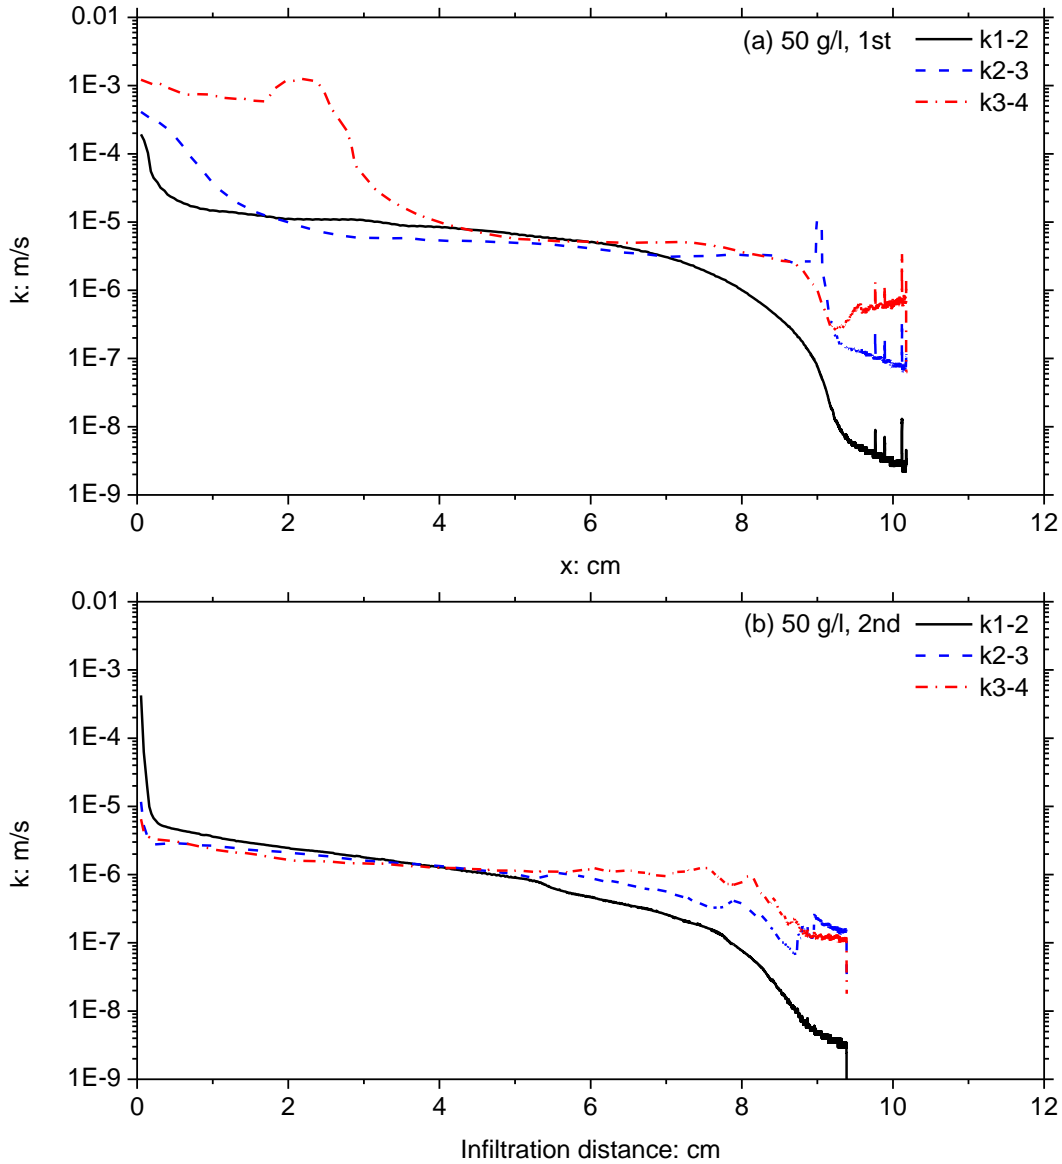 0.01
(a) 50 g/l, 1st
k1-2
k2-3
k3-4
1E-3
1E-4
1E-5
1E-6
1E-7
1E-8
1E-9
k: m/s
0 2 4 6 8 10 12
x: cm
0.01
(b) 50 g/l, 2nd
k1-2
k2-3
k3-4
1E-3
1E-4
1E-5
1E-6
1E-7
1E-8
1E-9
k: m/s
0 2 4 6 8 10 12
Infiltration distance: cm